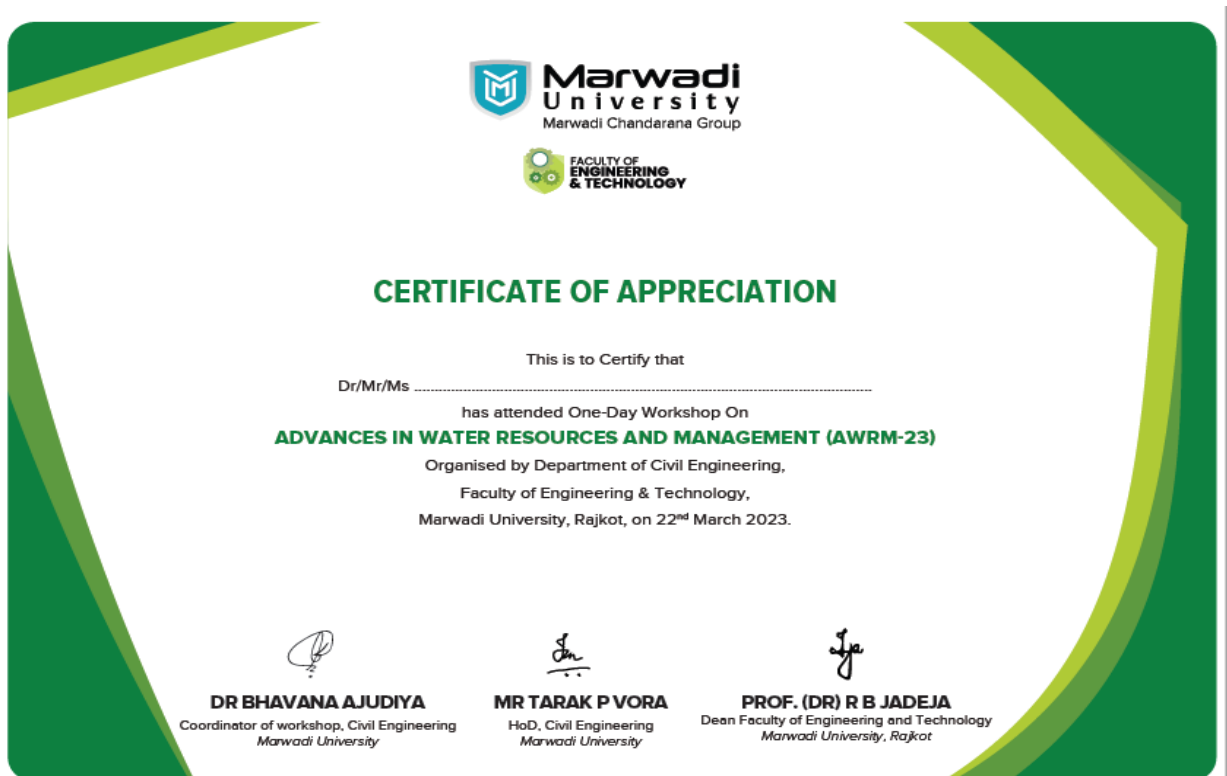 Marwadi
University
Marwadi Chandarana Group
FACULTY OF
ENGINEERING
& TECHNOLOGY
CERTIFICATE OF APPRECIATION
This is to Certify that
Dr/Mr/Ms ........................................................................................................................
has attended One-Day Workshop On
ADVANCES IN WATER RESOURCES AND MANAGEMENT (AWRM-23)
Organised by Department of Civil Engineering,
Faculty of Engineering & Technology,
Marwadi University, Rajkot, on 22nd March 2023.
DR BHAVANA AJUDIYA
Coordinator of workshop, Civil Engineering
Marwadi University
MR TARAK P VORA
HoD, Civil Engineering
Marwadi University
PROF. (DR) R B JADEJA
Dean Faculty of Engineering and Technology
Marwadi University, Rajkot